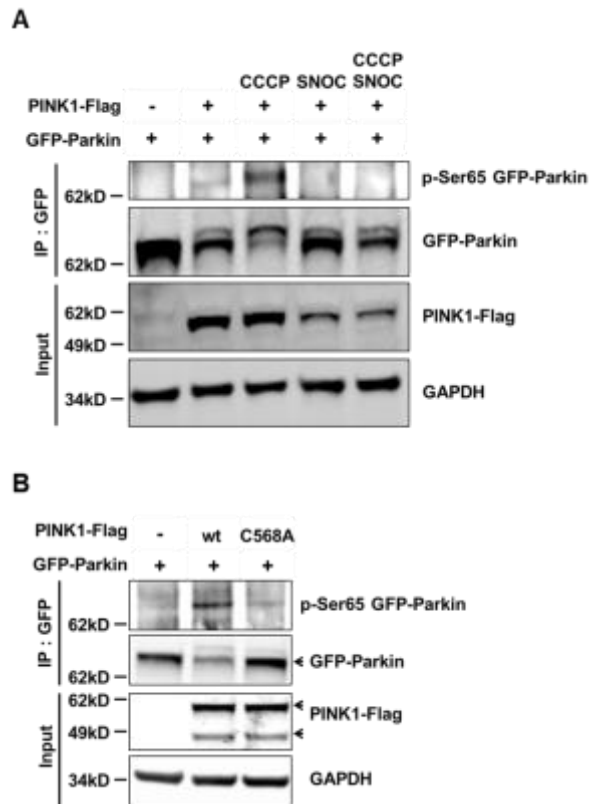 A
CCCP SNOC CCCP SNOC
PINK1-Flag - + + + +
GFP-Parkin + + + + +
IP : GFP
62kD p-Ser65 GFP-Parkin
62kD GFP-Parkin
Input
62kD PINK1-Flag
49kD
34kD GAPDH
B
PINK1-Flag - wt C568A
GFP-Parkin + + +
IP : GFP
62kD p-Ser65 GFP-Parkin
62kD GFP-Parkin
Input
62kD PINK1-Flag
49kD
34kD GAPDH